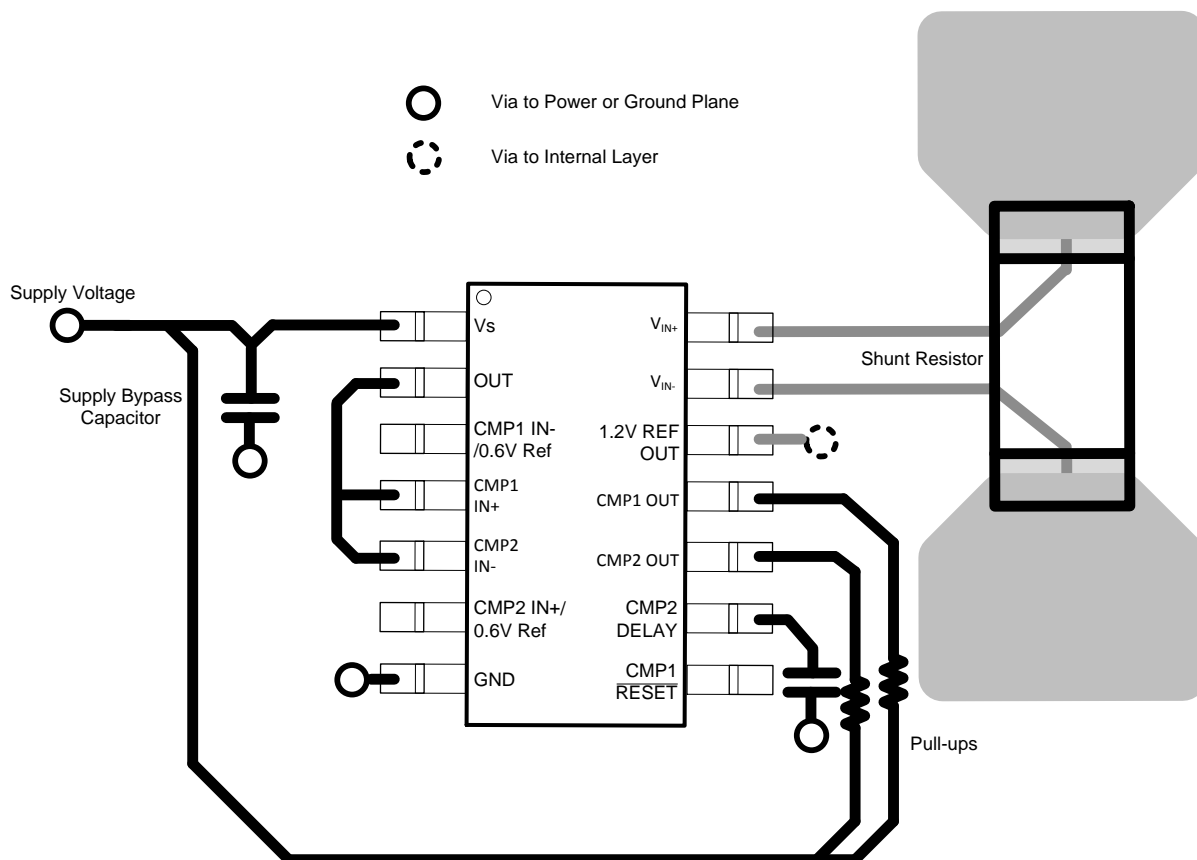 Via to Power or Ground Plane
Via to Internal Layer
Supply Voltage
Supply Bypass
Capacitor
Vs
OUT
CMP1 IN-
/0.6V Ref
CMP1
IN+
CMP2
IN-
CMP2 IN+/
0.6V Ref
GND
VIN+
VIN-
1.2V REF
OUT
CMP1 OUT
CMP2 OUT
CMP2
DELAY
CMP1
RESET
Shunt Resistor
Pull-ups